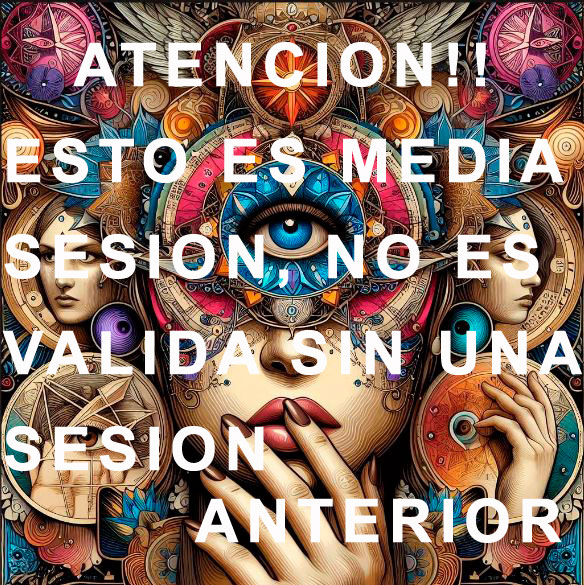 ATENCION!!
ESTO ES MEDIA
SESION, NO ES
VALIDA SIN UNA
SESION
ANTERIOR